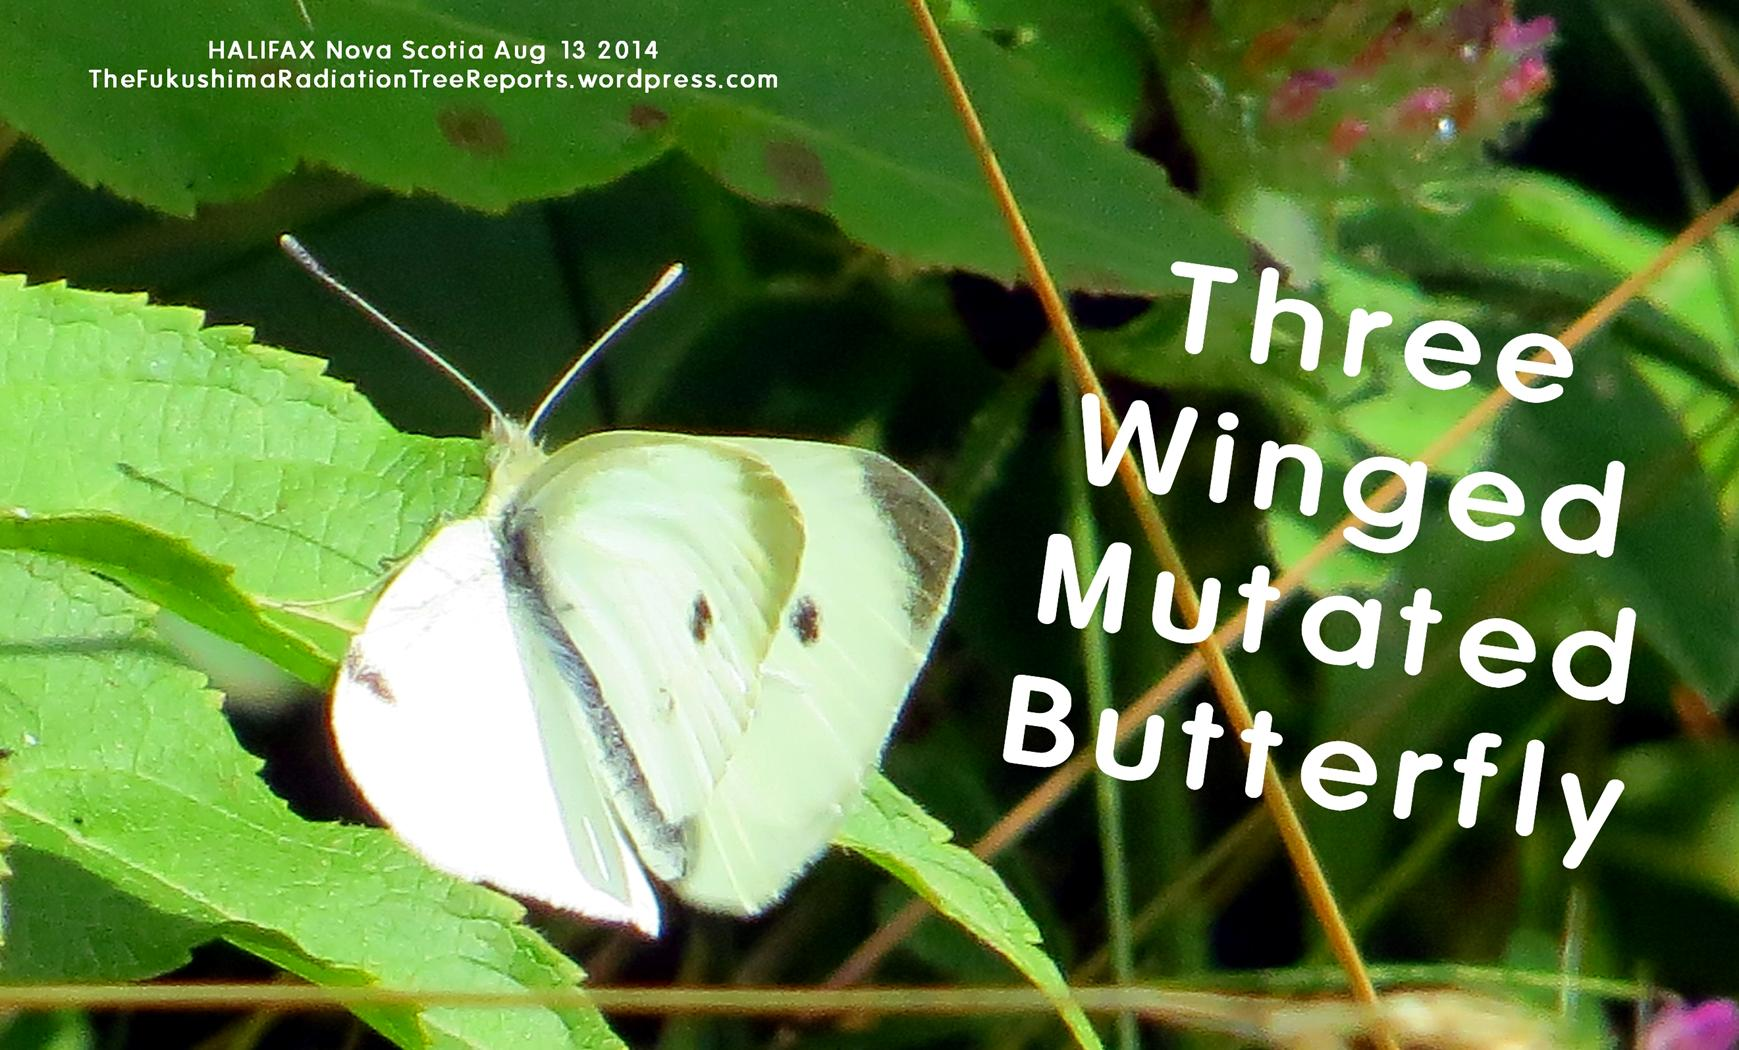 HALIFAX Nova Scotia Aug 13 2014
TheFukushimaRadiationTreeReports.wordpress.com
Three
Winged
Mutated
Butterfly